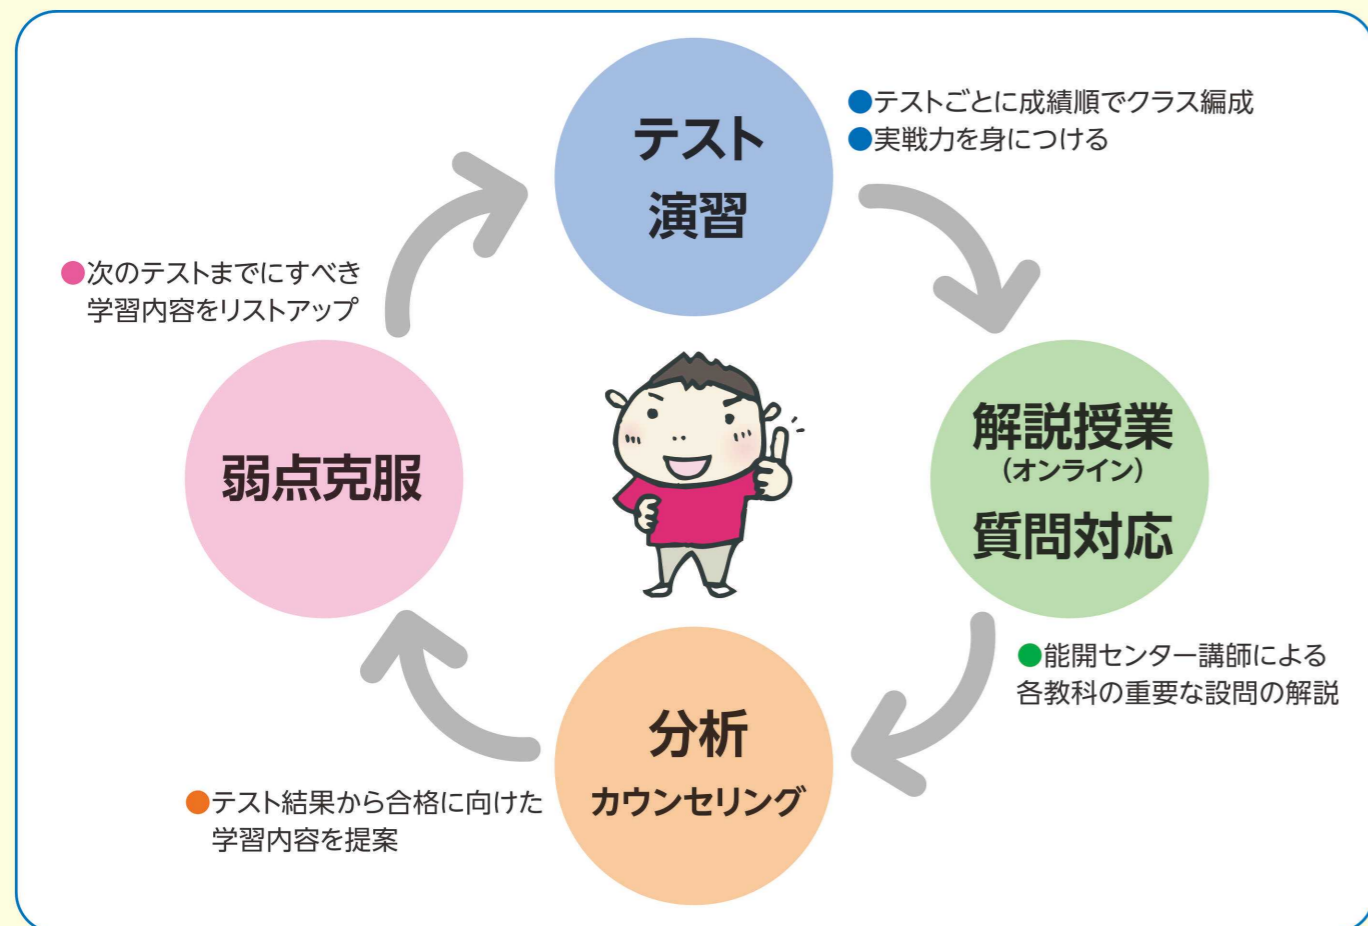 テスト
演習
●テストごとに成績順でクラス編成
●実戦力を身につける
解説授業
(オンライン)
質問対応
●能開センター講師による
各教科の重要な設問の解説
分析
カウンセリング
●テスト結果から合格に向けた
学習内容を提案
弱点克服
●次のテストまでにすべき
学習内容をリストアップ